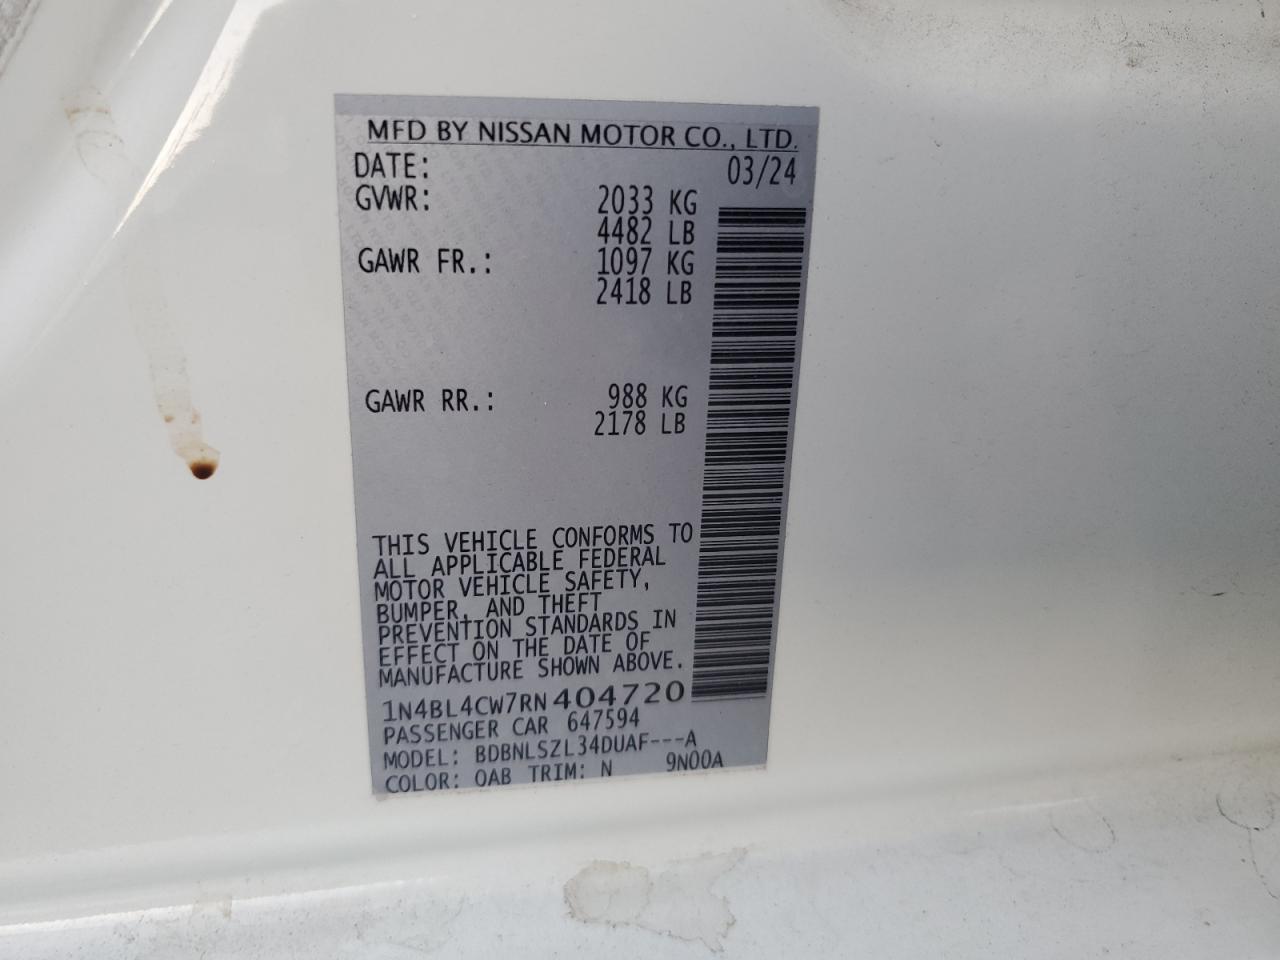 MFD BY NISSAN MOTOR CO., LTD.
DATE: 03/24
GVWR: 2033 KG
4482 LB
GAWR FR.: 1097 KG
2418 LB
GAWR RR.: 988 KG
2178 LB
THIS VEHICLE CONFORMS TO
ALL APPLICABLE FEDERAL
MOTOR VEHICLE SAFETY,
BUMPER, AND THEFT
PREVENTION STANDARDS IN
EFFECT ON THE DATE OF
MANUFACTURE SHOWN ABOVE.
1N4BL4CW7RN404720
PASSENGER CAR 647594
MODEL: BDBNLSZL34DUAF---A
COLOR: QAB TRIM: N 9N00A